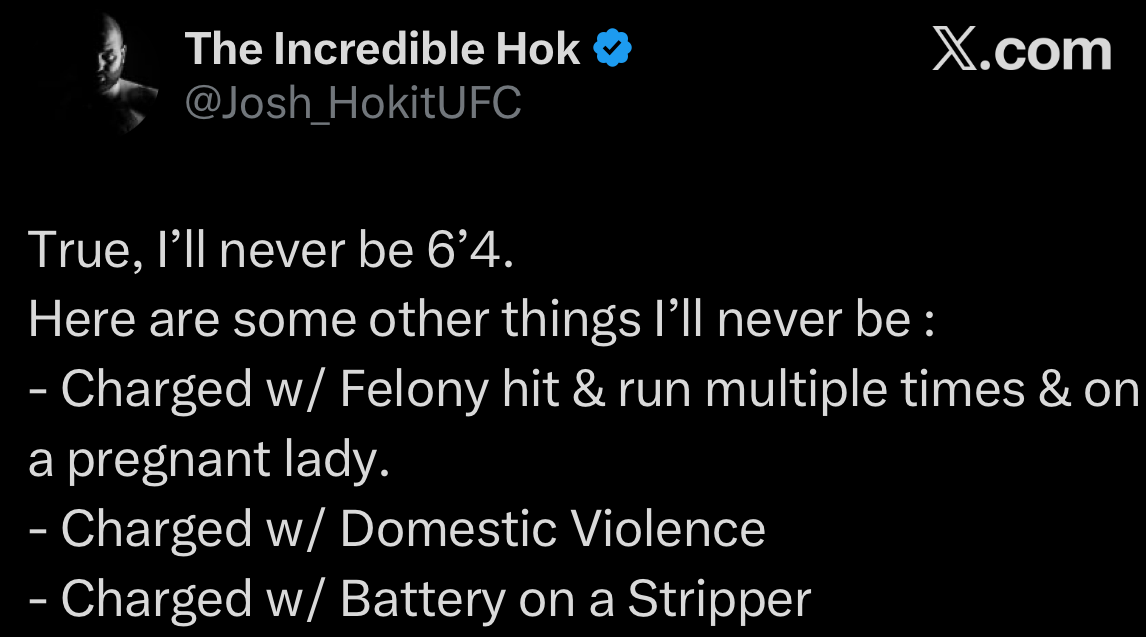 The Incredible Hok
X.com
@Josh_HokitUFC
True, I’ll never be 6’4.
Here are some other things I’ll never be :
- Charged w/ Felony hit & run multiple times & on
a pregnant lady.
- Charged w/ Domestic Violence
- Charged w/ Battery on a Stripper